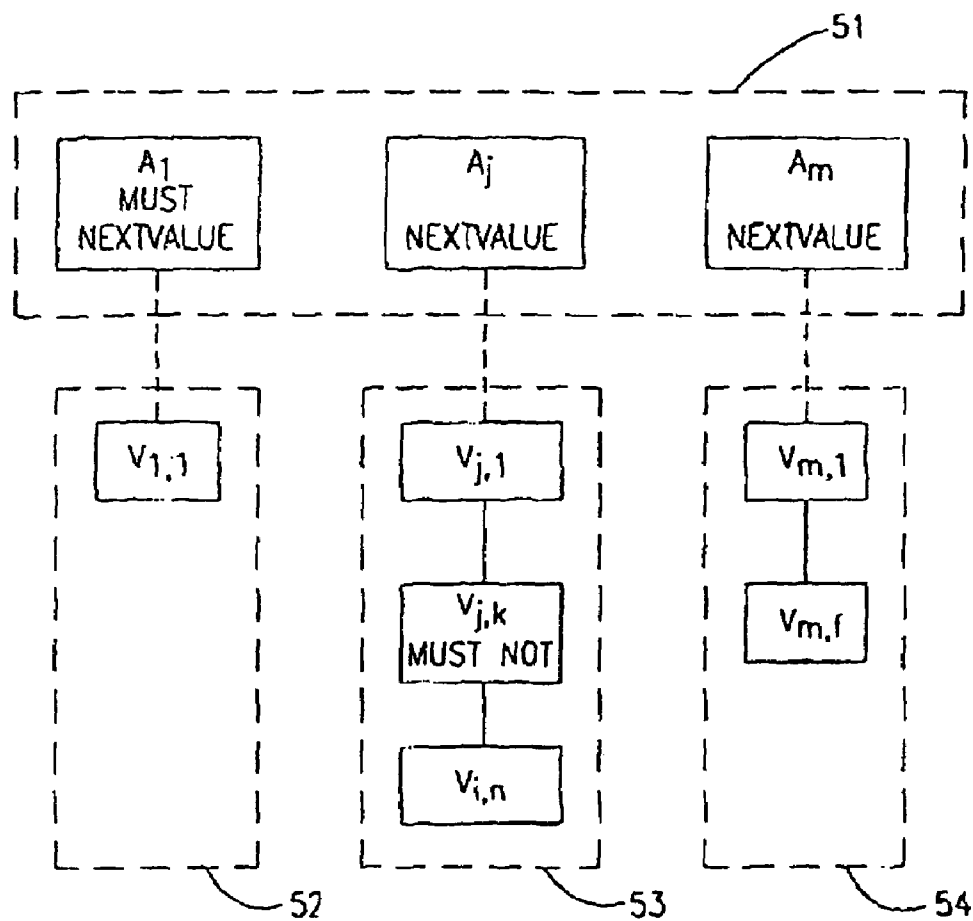 51
A1 MUST NEXTVALUE
Aj NEXTVALUE
Am NEXTVALUE
V1,1
Vj,1
Vm,1
Vj,k MUST NOT
Vm,f
Vi,n
52
53
54